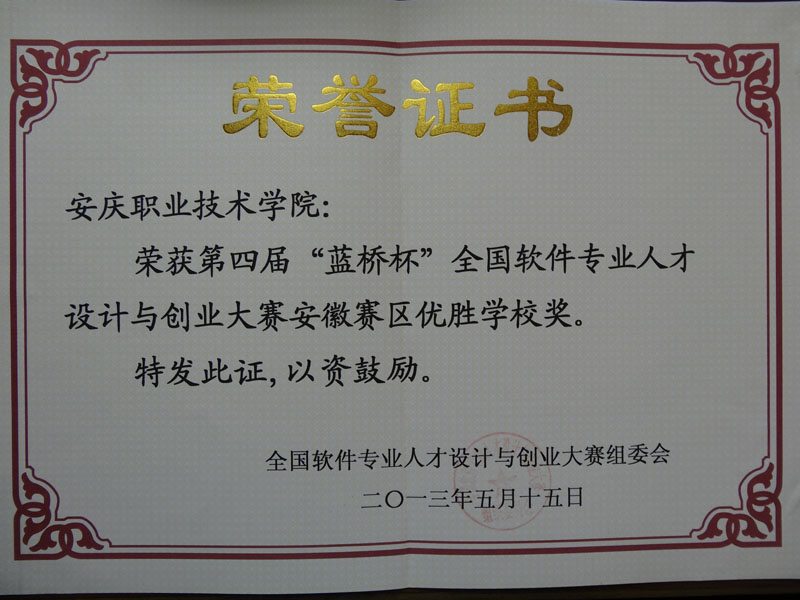 荣誉证书
安庆职业技术学院:
荣获第四届“蓝桥杯”全国软件专业人才
设计与创业大赛安徽赛区优胜学校奖。
特发此证,以资鼓励。
全国软件专业人才设计与创业大赛组委会
二〇一三年五月十五日